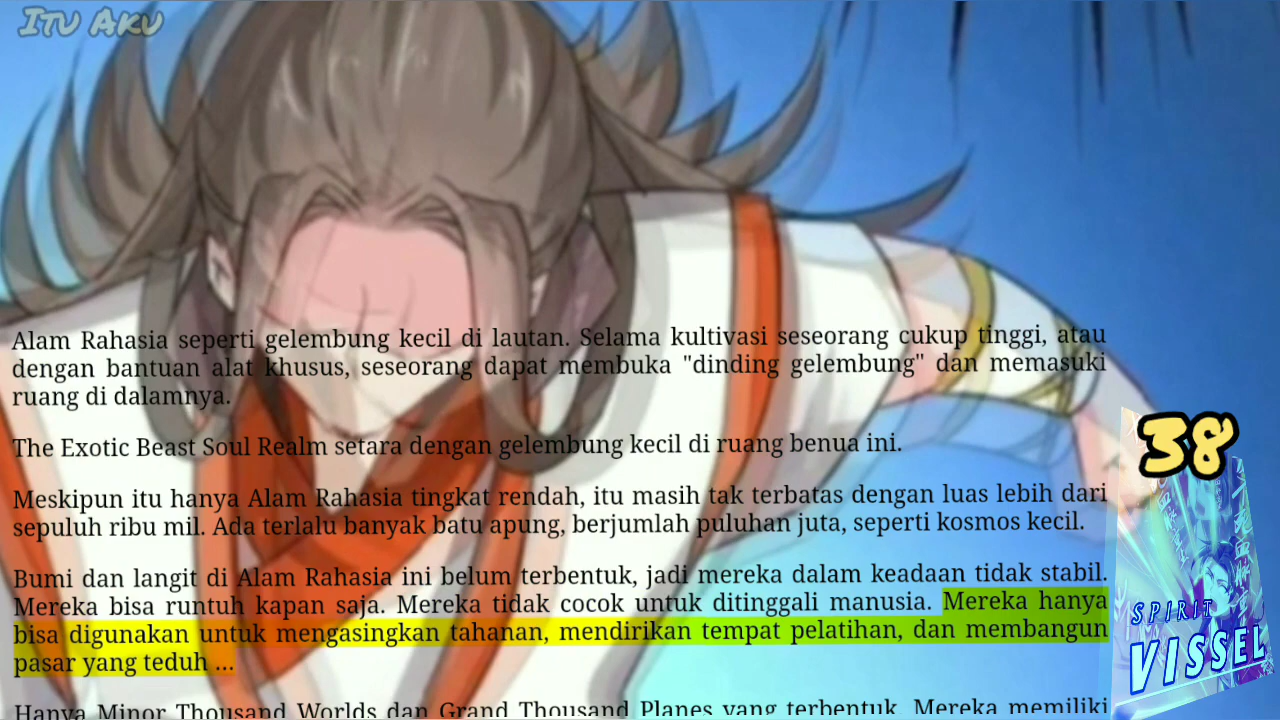 Itu Aku
Alam Rahasia seperti gelembung kecil di lautan. Selama kultivasi seseorang cukup tinggi, atau
dengan bantuan alat khusus, seseorang dapat membuka "dinding gelembung" dan memasuki
ruang di dalamnya.
The Exotic Beast Soul Realm setara dengan gelembung kecil di ruang benua ini.
Meskipun itu hanya Alam Rahasia tingkat rendah, itu masih tak terbatas dengan luas lebih dari
sepuluh ribu mil. Ada terlalu banyak batu apung, berjumlah puluhan juta, seperti kosmos kecil.
Bumi dan langit di Alam Rahasia ini belum terbentuk, jadi mereka dalam keadaan tidak stabil.
Mereka bisa runtuh kapan saja. Mereka tidak cocok untuk ditinggali manusia. Mereka hanya
bisa digunakan untuk mengasingkan tahanan, mendirikan tempat pelatihan, dan membangun
pasar yang teduh ...
Hanya Minor Thousand Worlds dan Grand Thousand Planes yang terbentuk. Mereka memiliki
38
SPIRIT
VISSEL